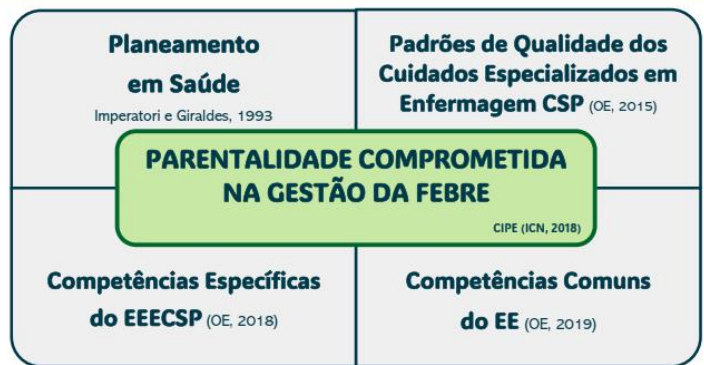 Planeamento
em Saúde
Imperatori e Giraldes, 1993
Padrões de Qualidade dos
Cuidados Especializados em
Enfermagem CSP (OE, 2015)
PARENTALIDADE COMPROMETIDA
NA GESTÃO DA FEBRE
CIPE (ICN, 2018)
Competências Específicas
do EEECSP (OE, 2018)
Competências Comuns
do EE (OE, 2019)